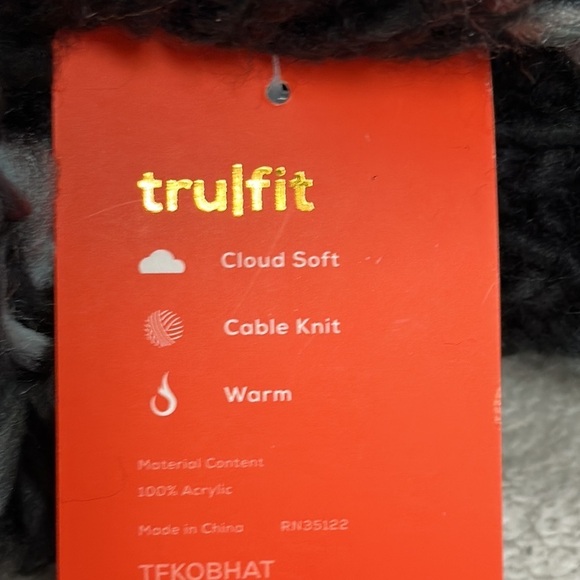 tru|fit
Cloud Soft
Cable Knit
Warm
Material Content
100% Acrylic
Made in China RN35122
TFKOBHAT